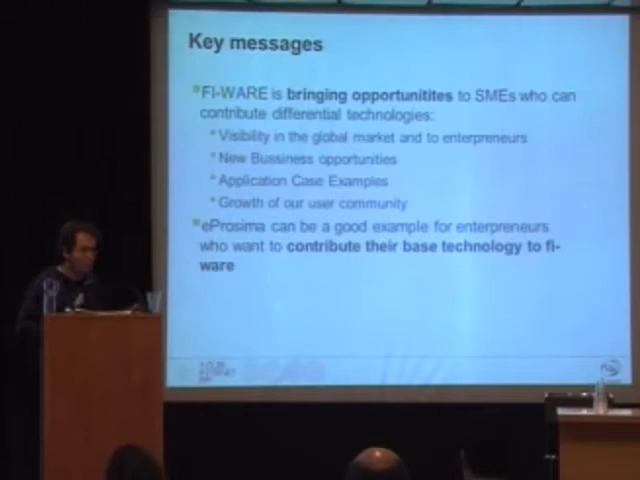 Key messages
FI-WARE is bringing opportunitites to SMEs who can
contribute differential technologies:
Visibility in the global market and to enterpreneurs
New Bussiness opportunities
Application Case Examples
Growth of our user community
eProsima can be a good example for enterpreneurs
who want to contribute their base technology to fi-
ware